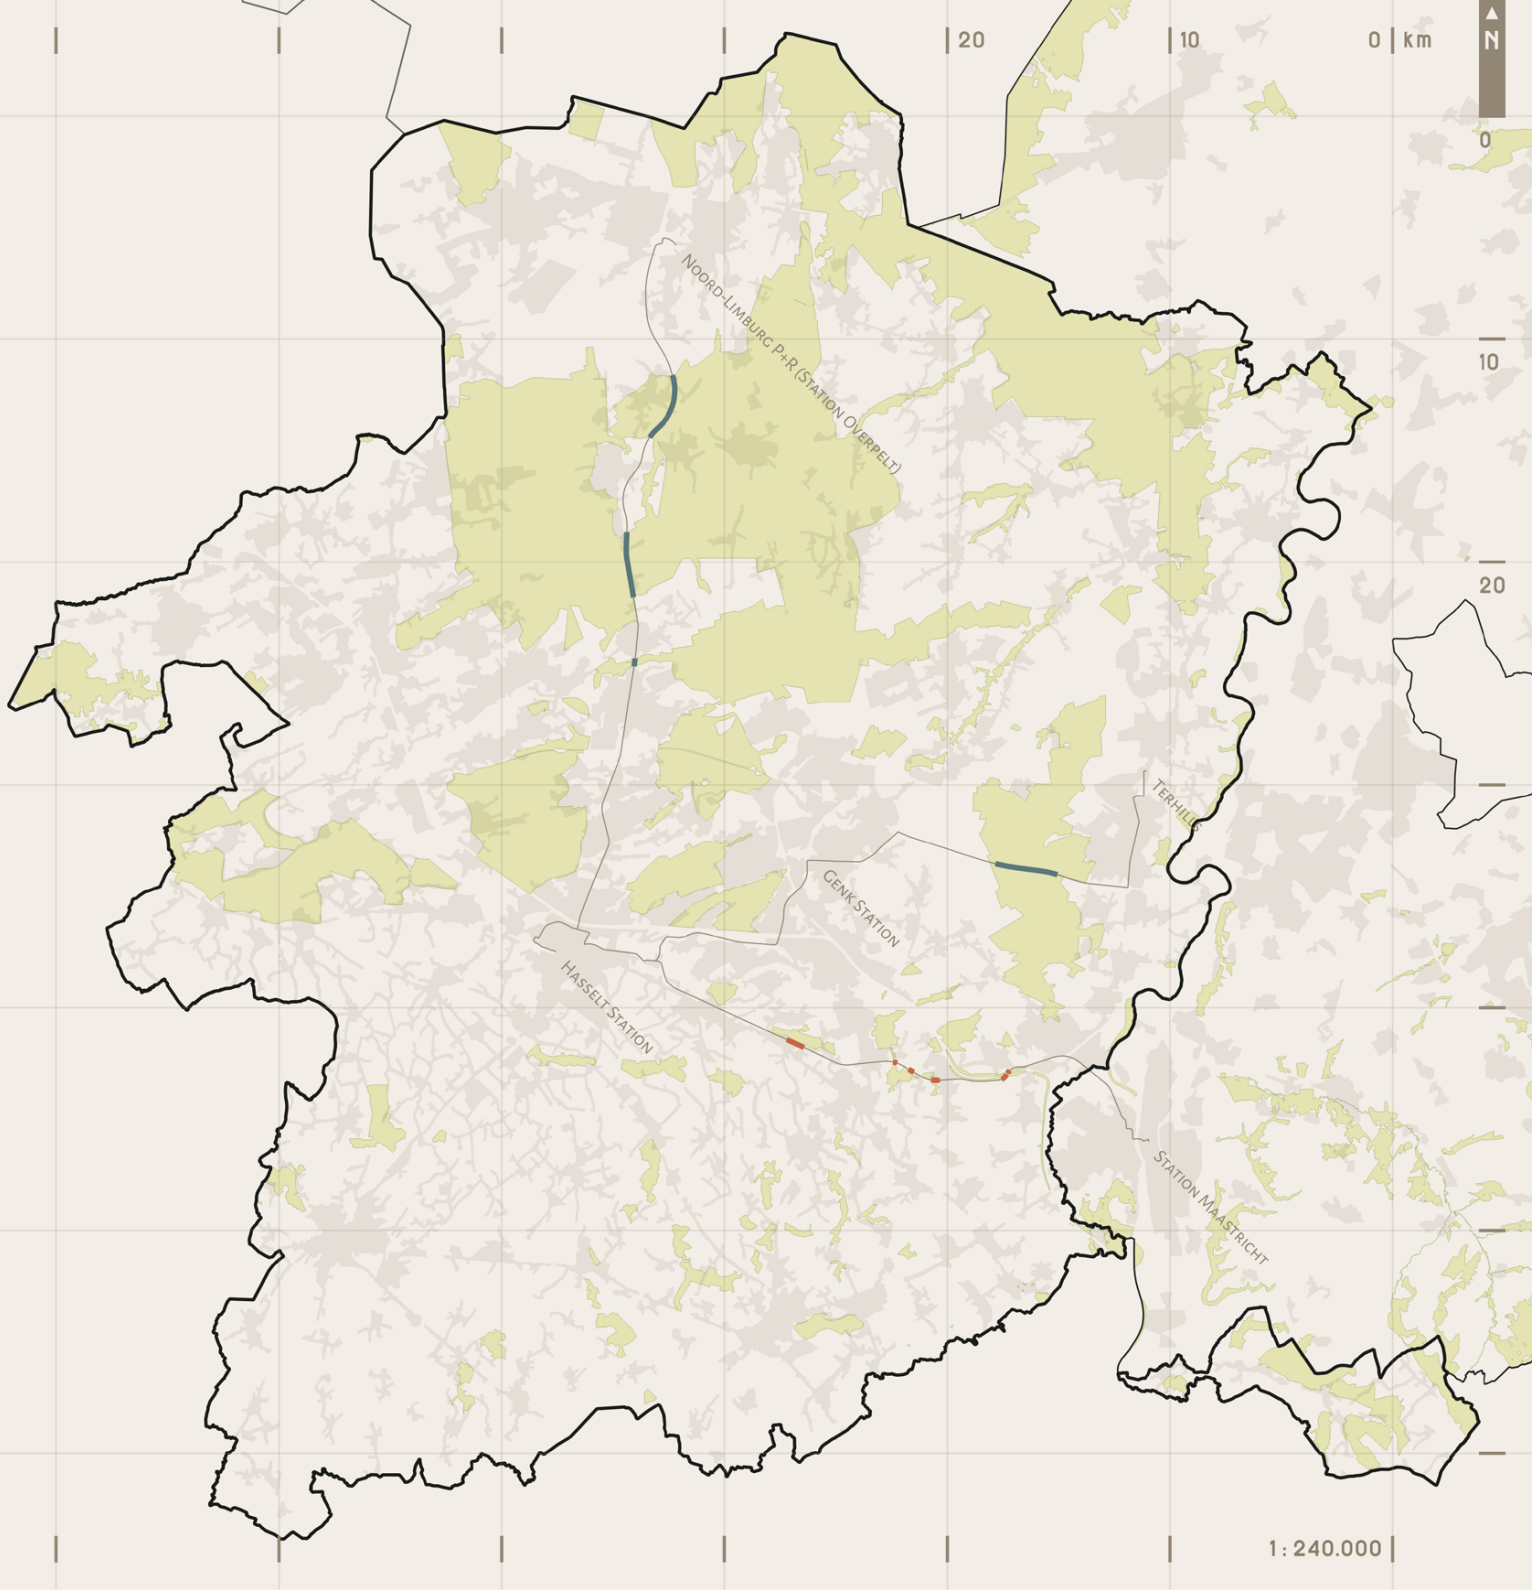 20
10
0 km
N
0
10
20
Noord-Limburg P+R (Station Overpelt)
Terhills
Genk Station
Hasselt Station
Station Maastricht
1:240.000